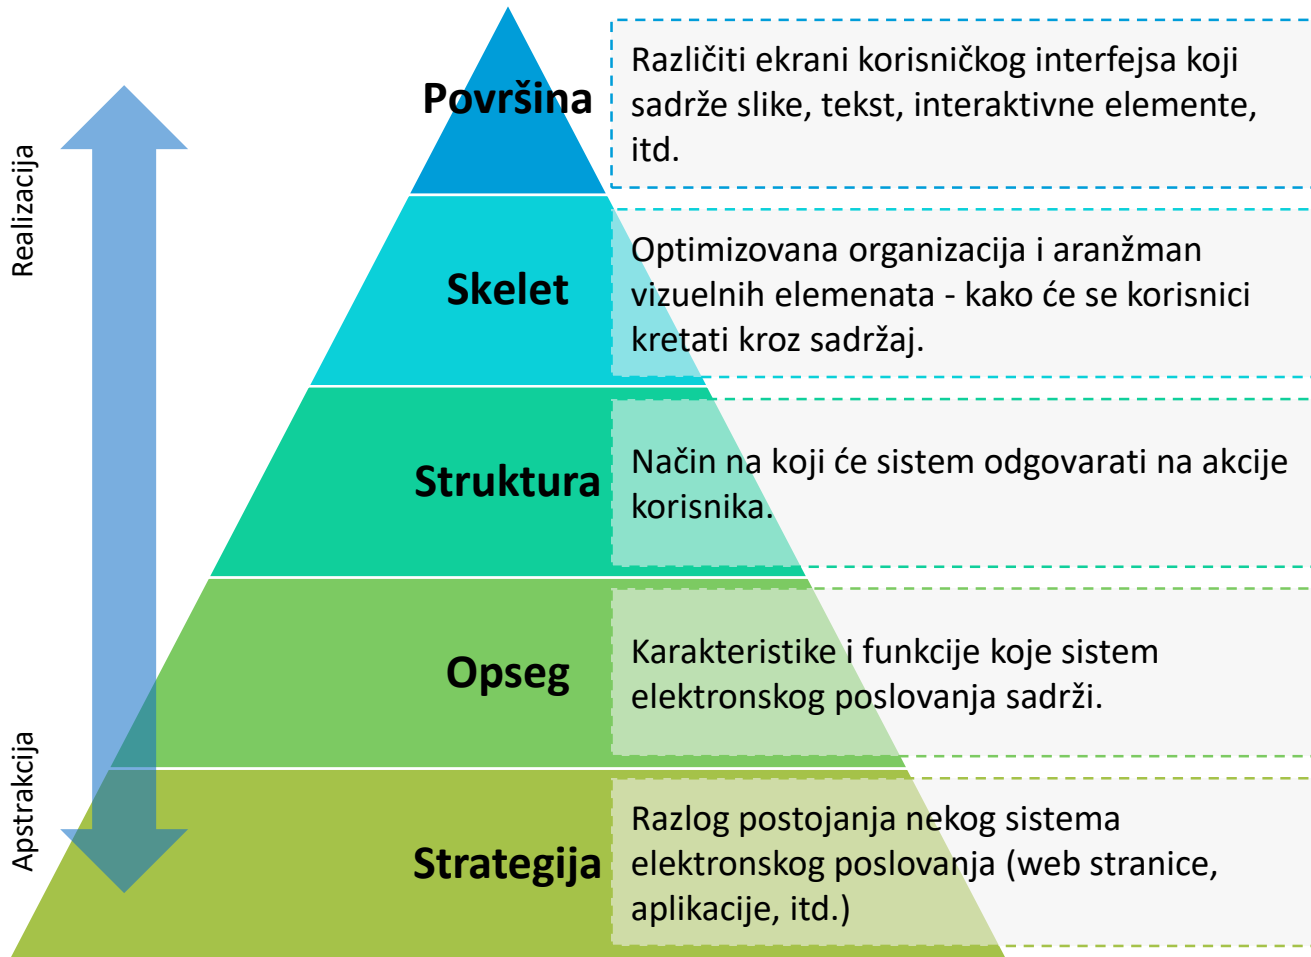 Realizacija
Apstrakcija
Površina
Različiti ekrani korisničkog interfejsa koji
sadrže slike, tekst, interaktivne elemente,
itd.
Skelet
Optimizovana organizacija i aranžman
vizuelnih elemenata - kako će se korisnici
kretati kroz sadržaj.
Struktura
Način na koji će sistem odgovarati na akcije
korisnika.
Opseg
Karakteristike i funkcije koje sistem
elektronskog poslovanja sadrži.
Strategija
Razlog postojanja nekog sistema
elektronskog poslovanja (web stranice,
aplikacije, itd.)